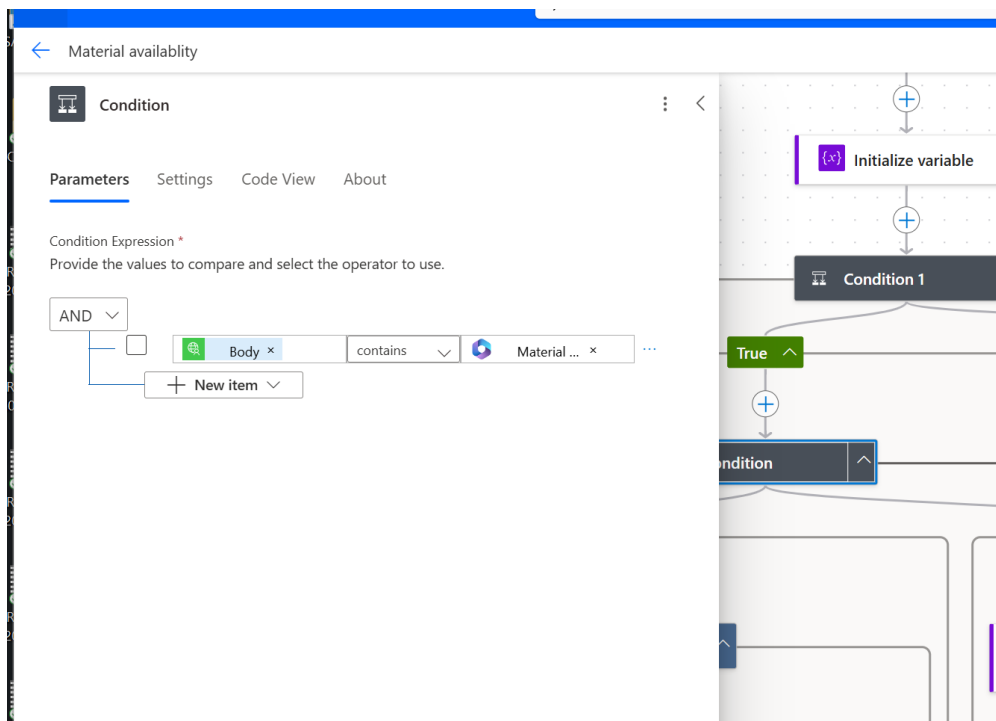 Material availablity
Condition
Parameters Settings Code View About
Condition Expression *
Provide the values to compare and select the operator to use.
AND
Body × contains Material ... × ...
+ New item
{x} Initialize variable
Condition 1
True
ondition